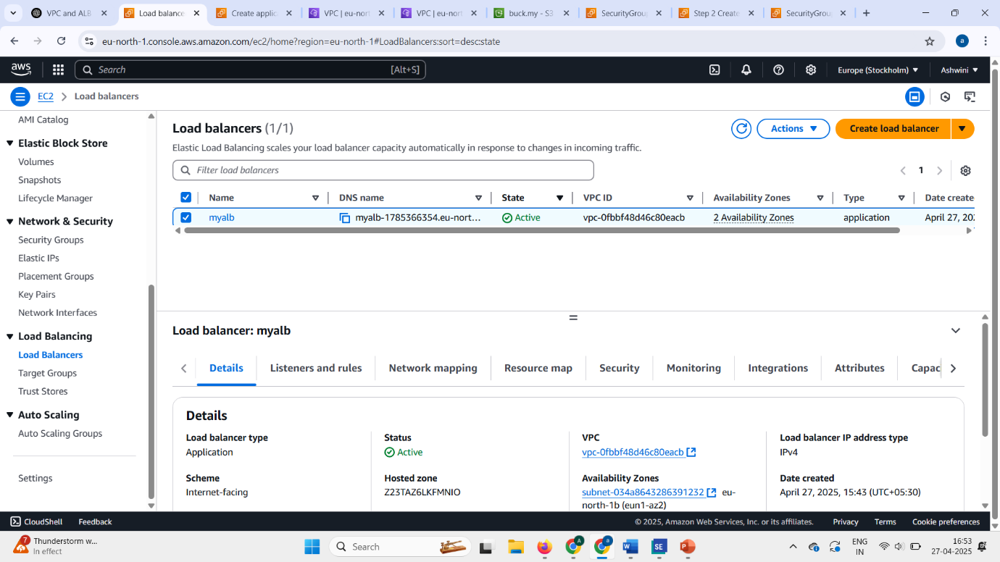 VPC and ALB
Load balance
Create applic
VPC | eu-nort
VPC | eu-nort
buck.my - S3
SecurityGrou
Step 2 Create
SecurityGrou
eu-north-1.console.aws.amazon.com/ec2/home?region=eu-north-1#LoadBalancers:sort=desc:state
a
aws
Search
[Alt+S]
Europe (Stockholm)
Ashwini
EC2
Load balancers
AMI Catalog
Elastic Block Store
Volumes
Snapshots
Lifecycle Manager
Network & Security
Security Groups
Elastic IPs
Placement Groups
Key Pairs
Network Interfaces
Load Balancing
Load Balancers
Target Groups
Trust Stores
Auto Scaling
Auto Scaling Groups
Settings
Load balancers (1/1)
Actions
Create load balancer
Elastic Load Balancing scales your load balancer capacity automatically in response to changes in incoming traffic.
Filter load balancers
1
Name DNS name State VPC ID Availability Zones Type Date create
myalb myalb-1785366354.eu-nort... Active vpc-0fbbf48d46c80eacb 2 Availability Zones application April 27, 202
Load balancer: myalb
Details Listeners and rules Network mapping Resource map Security Monitoring Integrations Attributes Capac
Details
Load balancer type
Application
Status
Active
VPC
vpc-0fbbf48d46c80eacb
Load balancer IP address type
IPv4
Scheme
Internet-facing
Hosted zone
Z23TAZ6LKFMNIO
Availability Zones
subnet-034a8643286391232 eu-
north-1b (eun1-az2)
Date created
April 27, 2025, 15:43 (UTC+05:30)
CloudShell
Feedback
© 2025, Amazon Web Services, Inc. or its affiliates.
Privacy
Terms
Cookie preferences
7
Thunderstorm w...
In effect
Search
A
a
W
SE
P
ENG
IN
16:53
27-04-2025